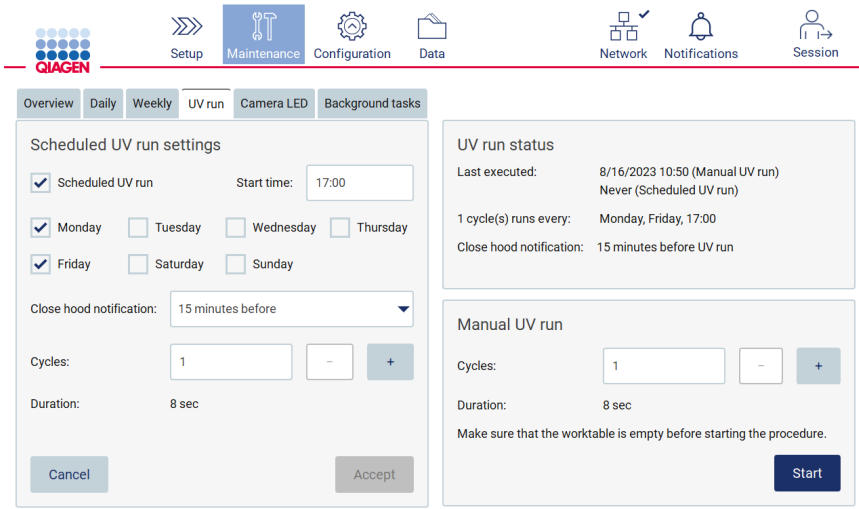 QIAGEN
Setup
Maintenance
Configuration
Data
Network
Notifications
Session
Overview
Daily
Weekly
UV run
Camera LED
Background tasks
Scheduled UV run settings
Scheduled UV run
Start time:
17:00
Monday
Tuesday
Wednesday
Thursday
Friday
Saturday
Sunday
Close hood notification:
15 minutes before
Cycles:
1
–
+
Duration:
8 sec
Cancel
Accept
UV run status
Last executed:
8/16/2023 10:50 (Manual UV run)
Never (Scheduled UV run)
1 cycle(s) runs every:
Monday, Friday, 17:00
Close hood notification:
15 minutes before UV run
Manual UV run
Cycles:
1
–
+
Duration:
8 sec
Make sure that the worktable is empty before starting the procedure.
Start